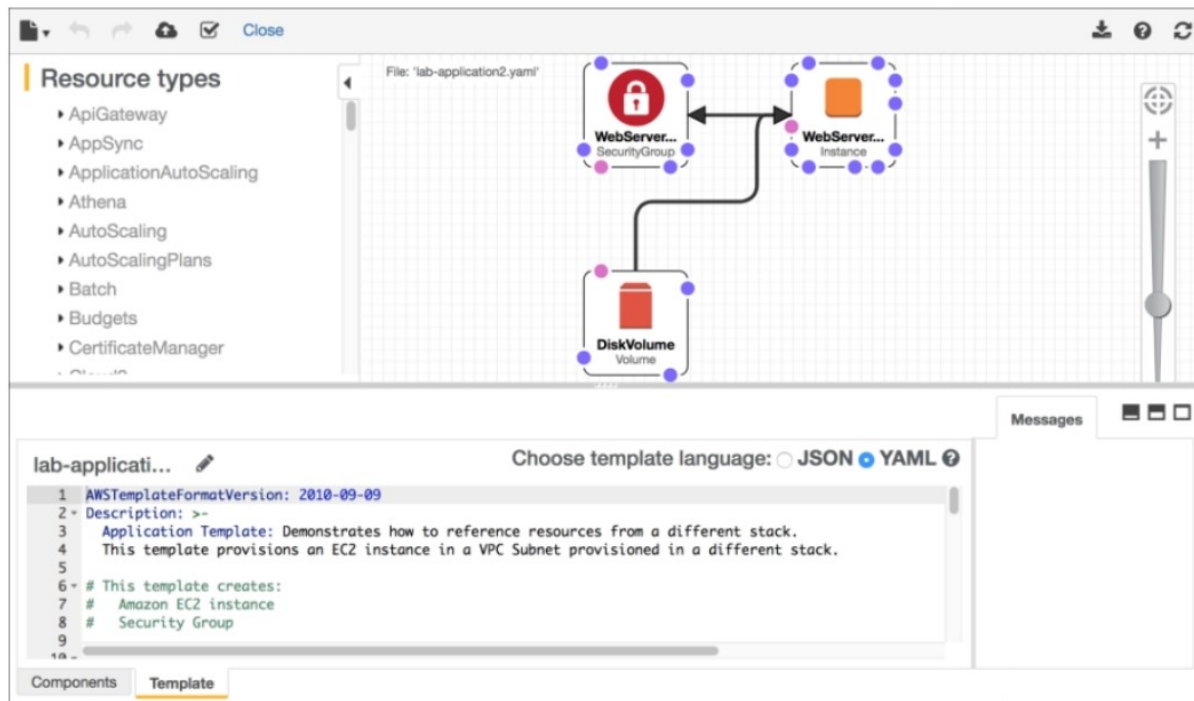 Close
Resource types
ApiGateway
AppSync
ApplicationAutoScaling
Athena
AutoScaling
AutoScalingPlans
Batch
Budgets
CertificateManager
File: 'lab-application2.yaml'
WebServer...
SecurityGroup
WebServer...
Instance
DiskVolume
Volume
Messages
lab-applicati...
Choose template language: JSON YAML
1 AWSTemplateFormatVersion: 2010-09-09
2 Description: >-
3 Application Template: Demonstrates how to reference resources from a different stack.
4 This template provisions an EC2 instance in a VPC Subnet provisioned in a different stack.
5
6 # This template creates:
7 # Amazon EC2 instance
8 # Security Group
9
10
Components Template